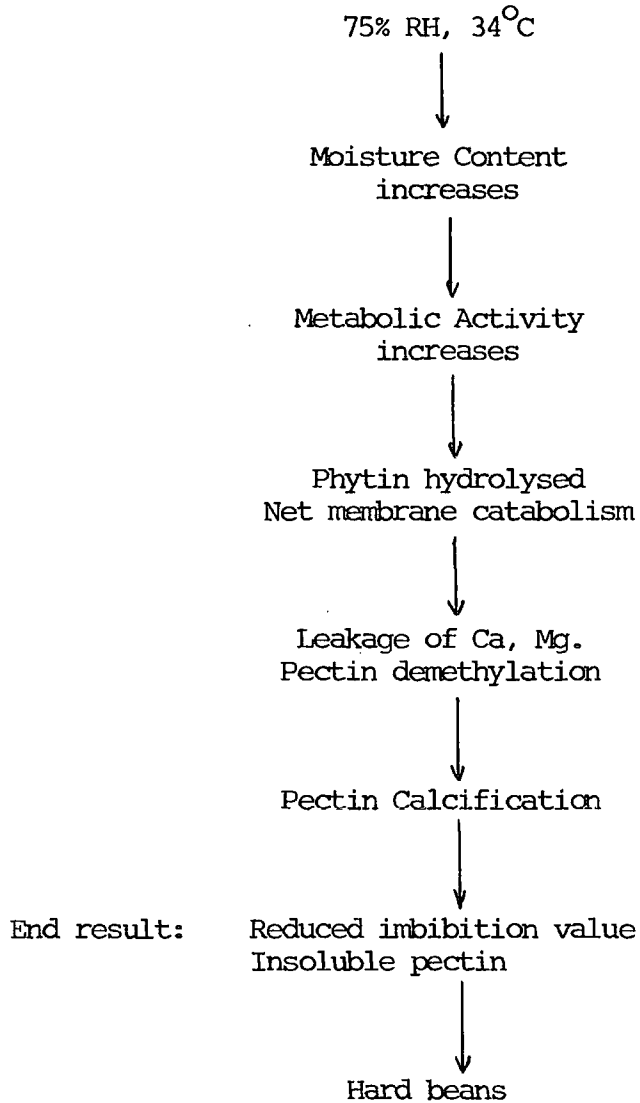 75% RH, 34°C
Moisture Content
increases
Metabolic Activity
increases
Phytin hydrolysed
Net membrane catabolism
Leakage of Ca, Mg.
Pectin demethylation
Pectin Calcification
End result: Reduced imbibition value
Insoluble pectin
Hard beans